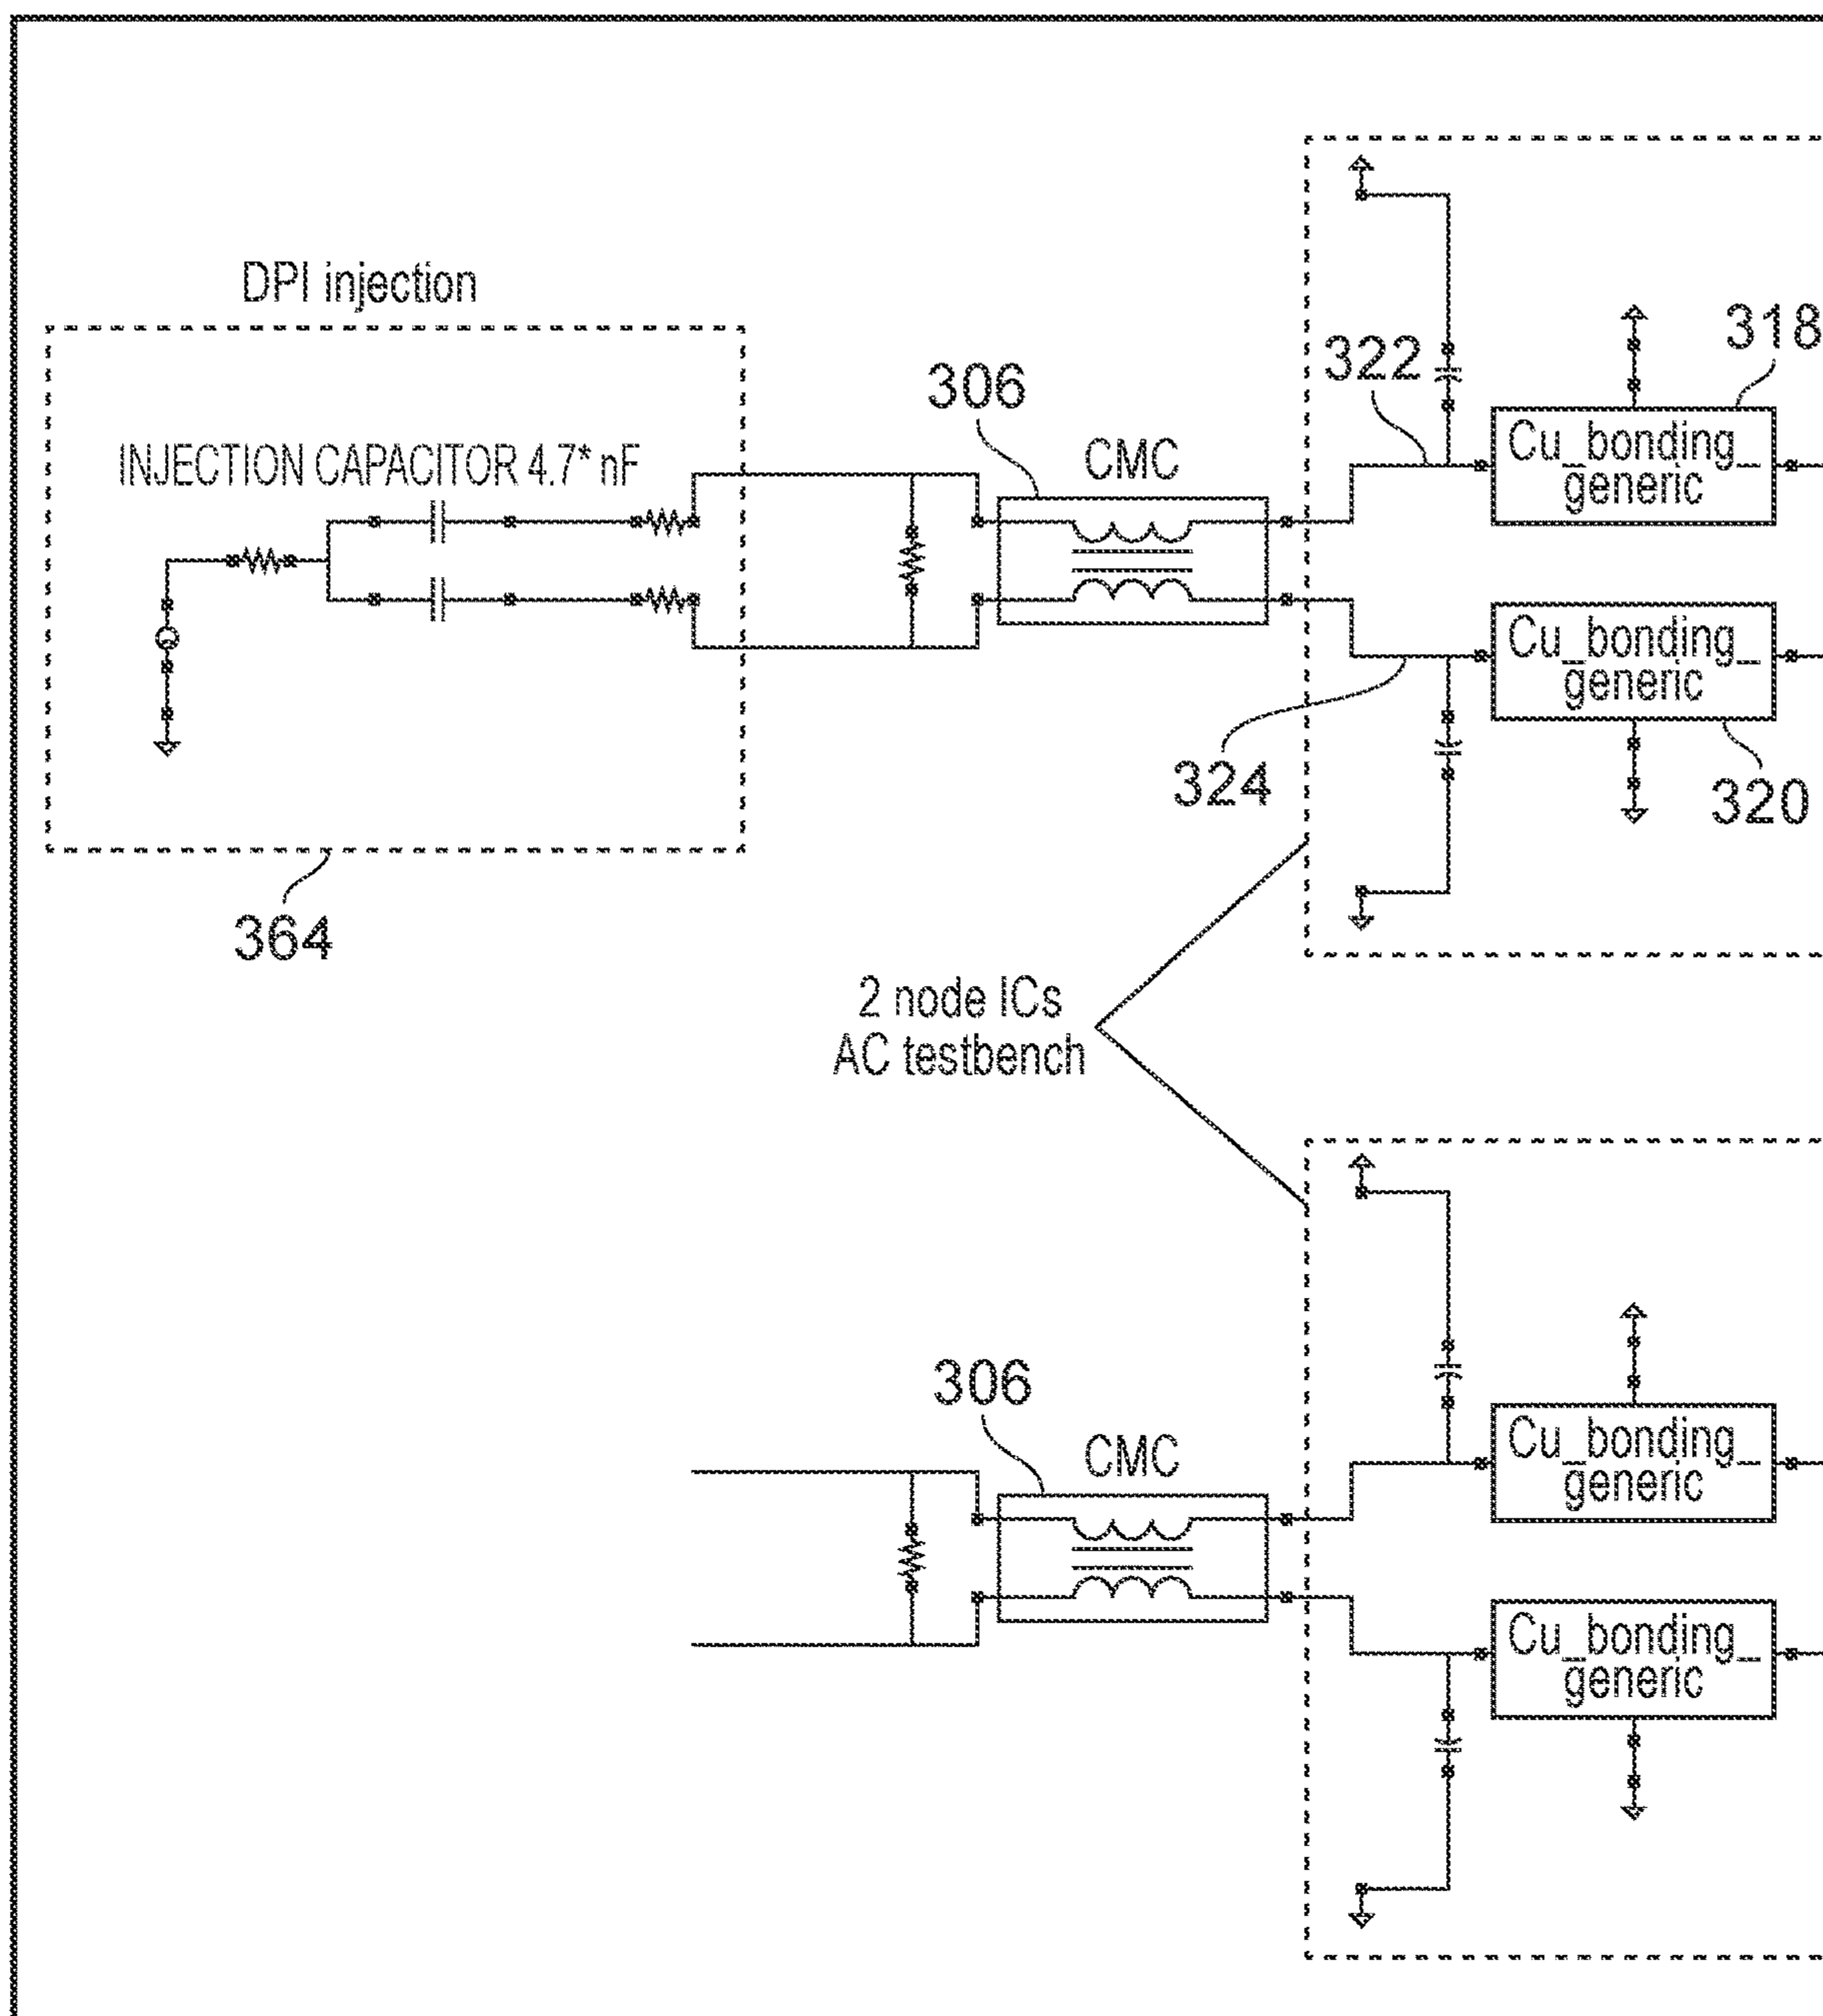 DPI injection
INJECTION CAPACITOR 4.7* nF
364
306
CMC
322
324
318
Cu_bonding_
generic
Cu_bonding_
generic
320
2 node ICs
AC testbench
306
CMC
Cu_bonding_
generic
Cu_bonding_
generic